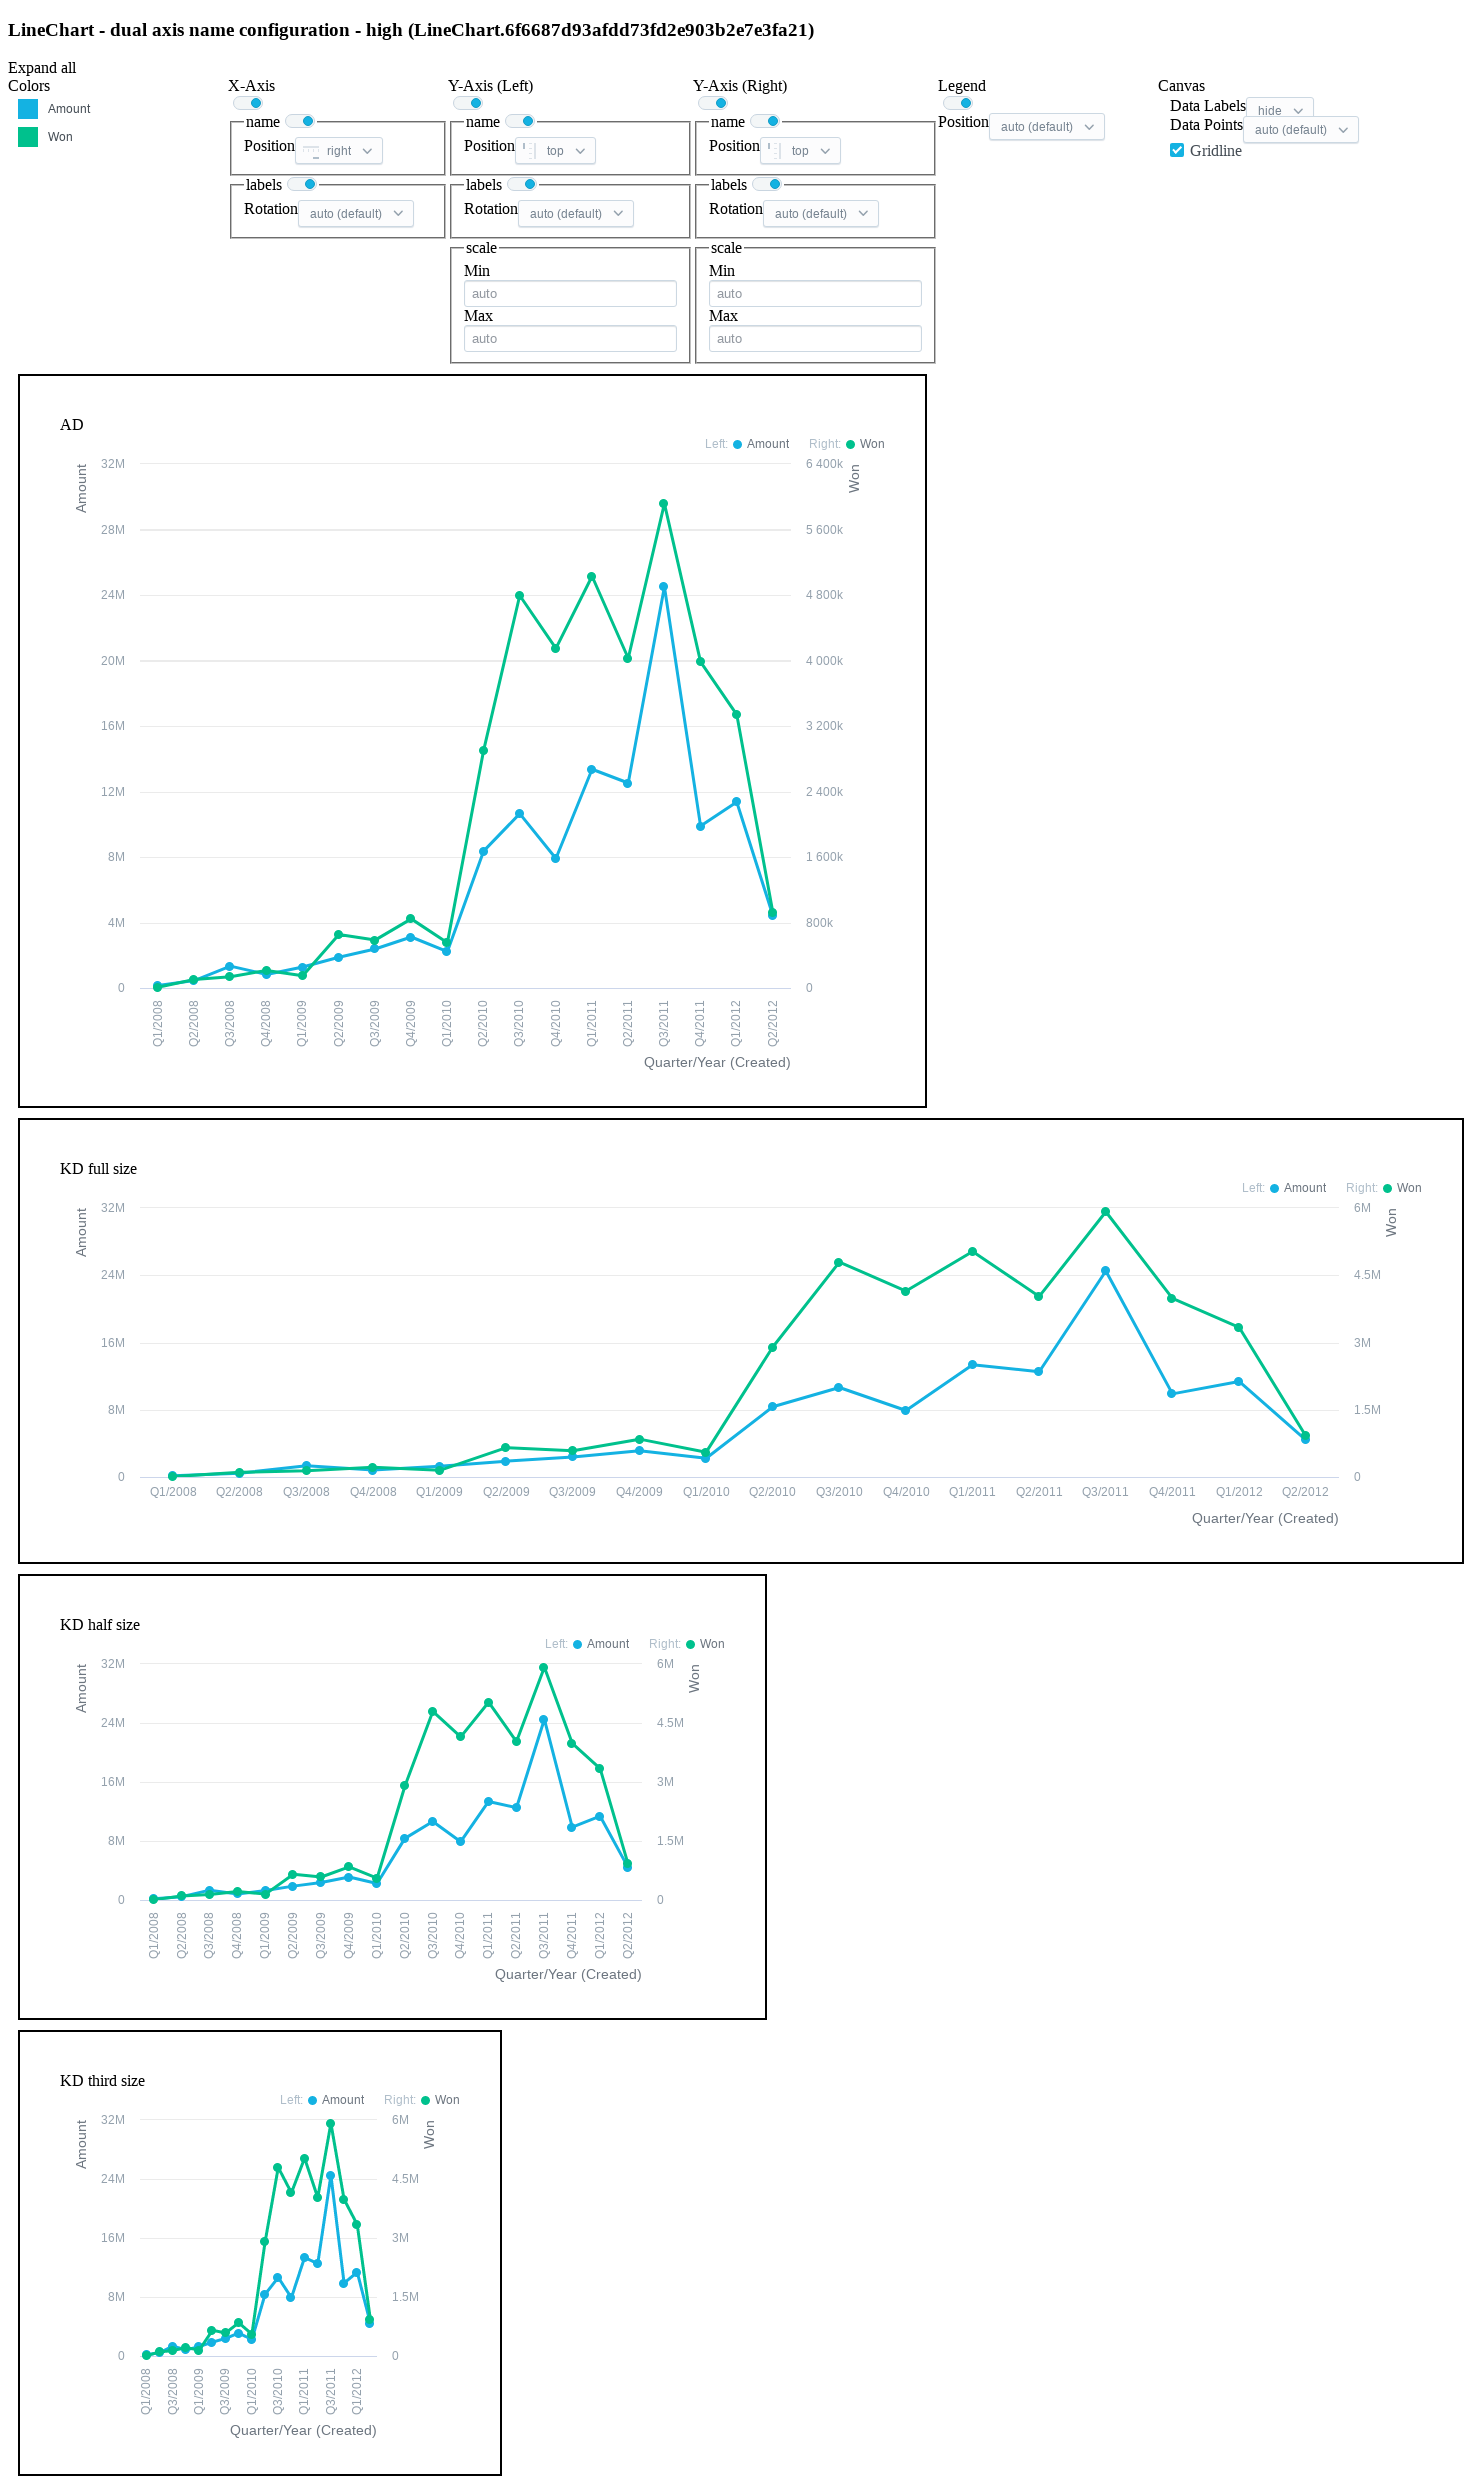 LineChart - dual axis name configuration - high (LineChart.6f6687d93afdd73fd2e903b2e7e3fa21)
Expand all
Colors
Amount
Won
X-Axis
name
Position right
labels
Rotation auto (default)
Y-Axis (Left)
name
Position top
labels
Rotation auto (default)
scale
Min
auto
Max
auto
Y-Axis (Right)
name
Position top
labels
Rotation auto (default)
scale
Min
auto
Max
auto
Legend
Position auto (default)
Canvas
Data Labels hide
Data Points auto (default)
Gridline
AD
Left: Amount Right: Won
Amount
32M
28M
24M
20M
16M
12M
8M
4M
0
6 400k
5 600k
4 800k
4 000k
3 200k
2 400k
1 600k
800k
0
Won
Q1/2008 Q2/2008 Q3/2008 Q4/2008 Q1/2009 Q2/2009 Q3/2009 Q4/2009 Q1/2010 Q2/2010 Q3/2010 Q4/2010 Q1/2011 Q2/2011 Q3/2011 Q4/2011 Q1/2012 Q2/2012
Quarter/Year (Created)
KD full size
Left: Amount Right: Won
Amount
32M
24M
16M
8M
0
6M
4.5M
3M
1.5M
0
Won
Q1/2008 Q2/2008 Q3/2008 Q4/2008 Q1/2009 Q2/2009 Q3/2009 Q4/2009 Q1/2010 Q2/2010 Q3/2010 Q4/2010 Q1/2011 Q2/2011 Q3/2011 Q4/2011 Q1/2012 Q2/2012
Quarter/Year (Created)
KD half size
Left: Amount Right: Won
Amount
32M
24M
16M
8M
0
6M
4.5M
3M
1.5M
0
Won
Q1/2008 Q2/2008 Q3/2008 Q4/2008 Q1/2009 Q2/2009 Q3/2009 Q4/2009 Q1/2010 Q2/2010 Q3/2010 Q4/2010 Q1/2011 Q2/2011 Q3/2011 Q4/2011 Q1/2012 Q2/2012
Quarter/Year (Created)
KD third size
Left: Amount Right: Won
Amount
32M
24M
16M
8M
0
6M
4.5M
3M
1.5M
0
Won
Q1/2008 Q3/2008 Q1/2009 Q3/2009 Q1/2010 Q3/2010 Q1/2011 Q3/2011 Q1/2012
Quarter/Year (Created)